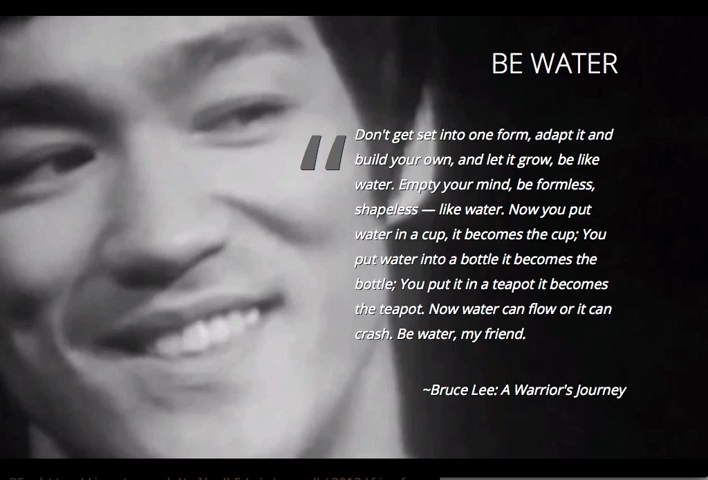 BE WATER
“
Don't get set into one form, adapt it and
build your own, and let it grow, be like
water. Empty your mind, be formless,
shapeless — like water. Now you put
water in a cup, it becomes the cup; You
put water into a bottle it becomes the
bottle; You put it in a teapot it becomes
the teapot. Now water can flow or it can
crash. Be water, my friend.
~Bruce Lee: A Warrior's Journey